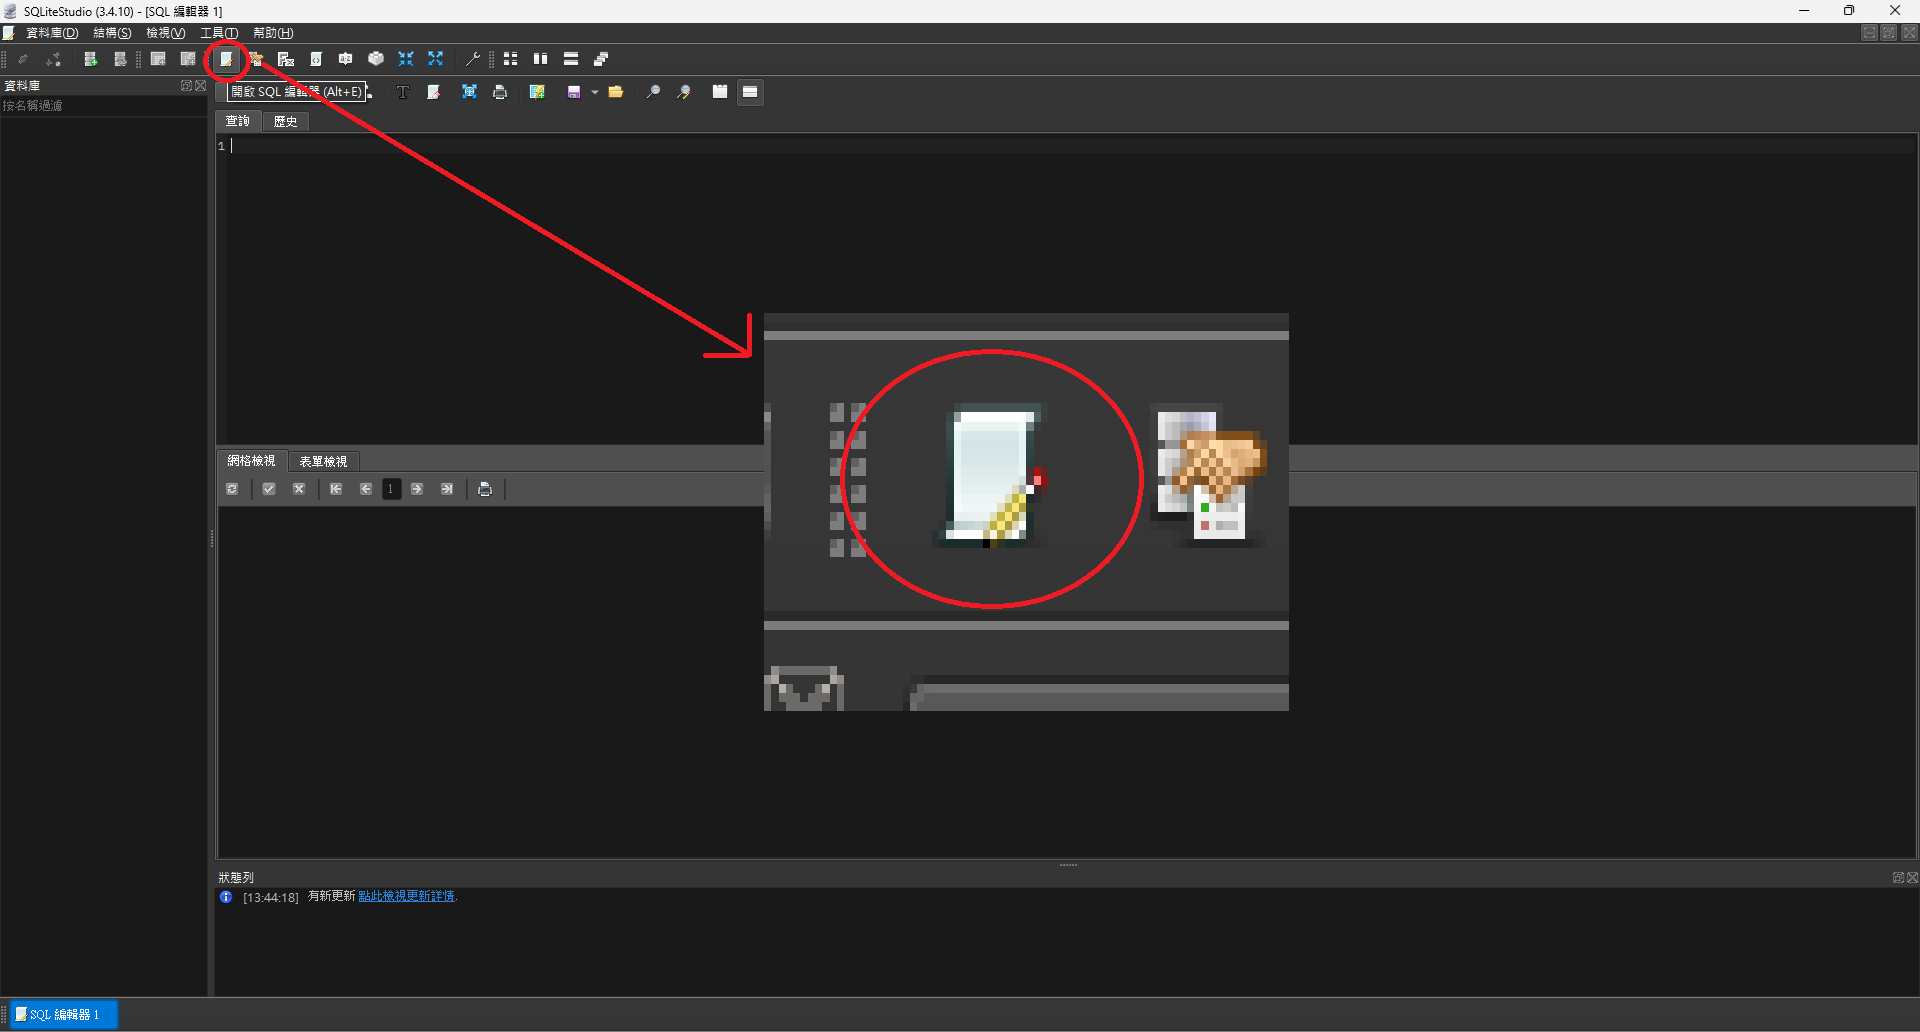 SQLiteStudio (3.4.10) - [SQL 編輯器 1]
資料庫(D) 結構(S) 檢視(V) 工具(T) 幫助(H)
資料庫
按名稱過濾
開啟 SQL 編輯器 (Alt+E)
查詢 歷史
1
網格檢視 表單檢視
1
狀態列
[13:44:18] 有新更新 點此檢視更新詳情.
SQL 編輯器 1